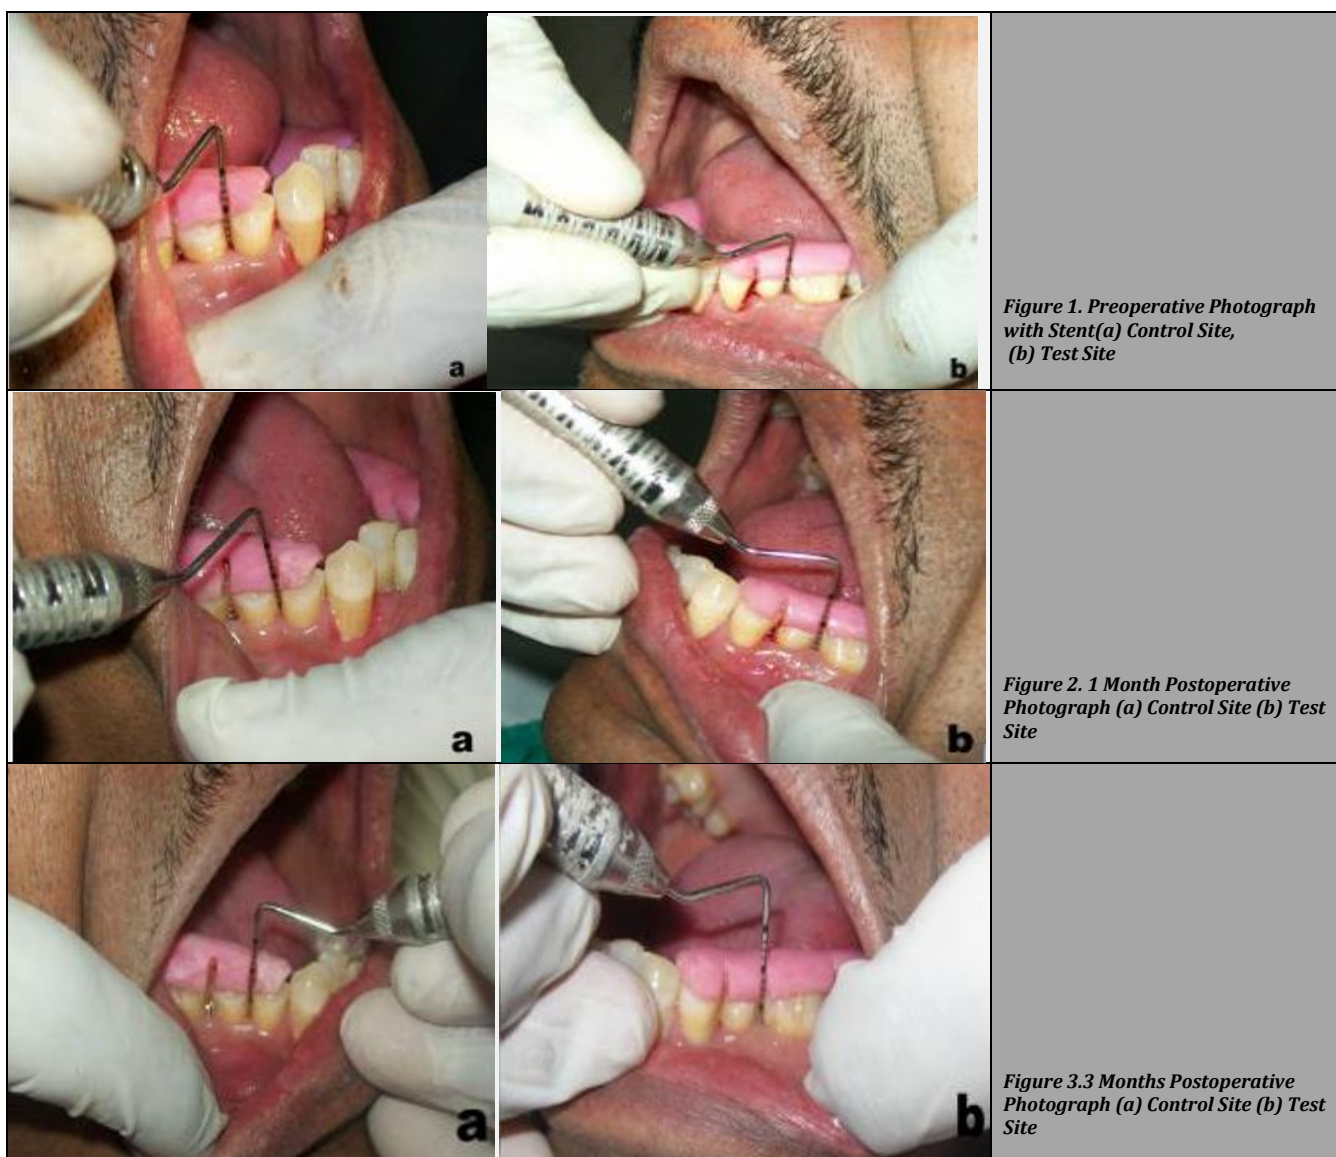 a
b
Figure 1. Preoperative Photograph
with Stent(a) Control Site,
(b) Test Site
a
b
Figure 2. 1 Month Postoperative
Photograph (a) Control Site (b) Test
Site
a
b
Figure 3.3 Months Postoperative
Photograph (a) Control Site (b) Test
Site